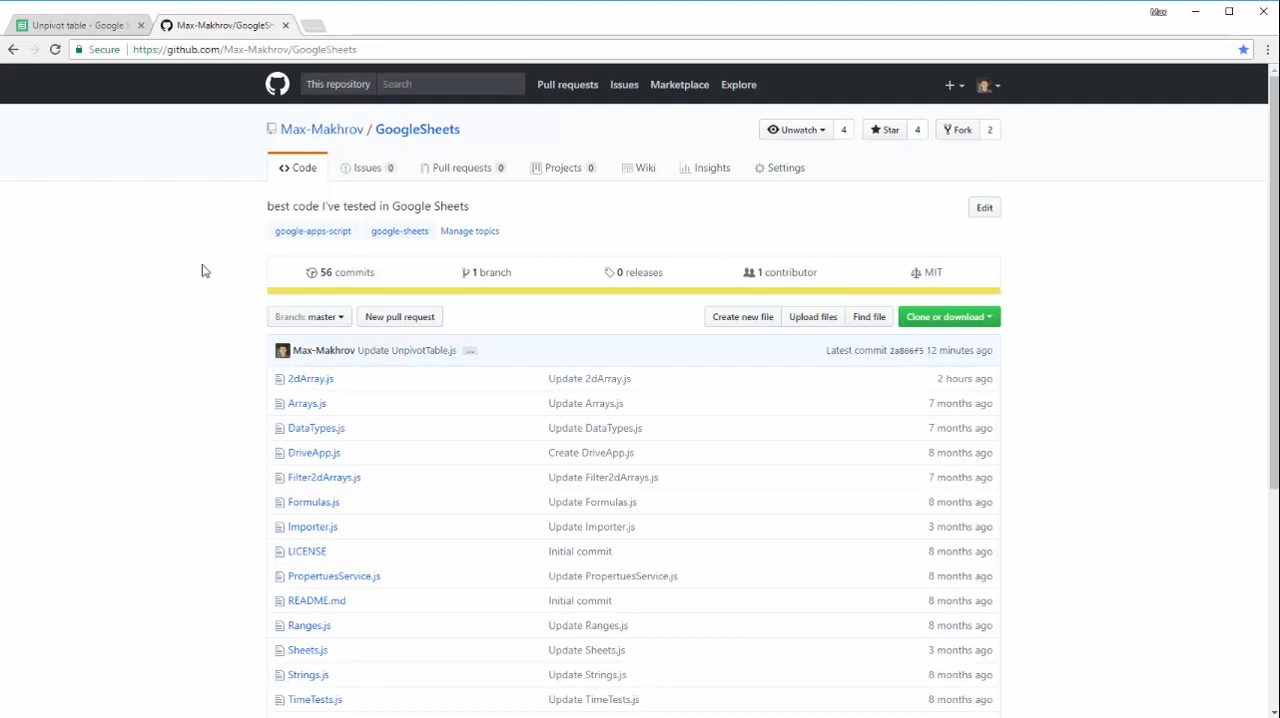 Unpivot table - Google S
Max-Makhrov/GoogleSh
Max
Secure
https://github.com/Max-Makhrov/GoogleSheets
This repository Search
Pull requests Issues Marketplace Explore
Max-Makhrov / GoogleSheets
Unwatch 4
Star 4
Fork 2
Code Issues 0 Pull requests 0 Projects 0 Wiki Insights Settings
best code I've tested in Google Sheets
Edit
google-apps-script google-sheets Manage topics
56 commits 1 branch 0 releases 1 contributor MIT
Branch: master New pull request Create new file Upload files Find file Clone or download
Max-Makhrov Update UnpivotTable.js ... Latest commit 2a866f5 12 minutes ago
2dArray.js Update 2dArray.js 2 hours ago
Arrays.js Update Arrays.js 7 months ago
DataTypes.js Update DataTypes.js 7 months ago
DriveApp.js Create DriveApp.js 8 months ago
Filter2dArrays.js Update Filter2dArrays.js 7 months ago
Formulas.js Update Formulas.js 8 months ago
Importer.js Update Importer.js 3 months ago
LICENSE Initial commit 8 months ago
PropertuesService.js Update PropertuesService.js 8 months ago
README.md Initial commit 8 months ago
Ranges.js Update Ranges.js 8 months ago
Sheets.js Update Sheets.js 3 months ago
Strings.js Update Strings.js 8 months ago
TimeTests.js Update TimeTests.js 8 months ago